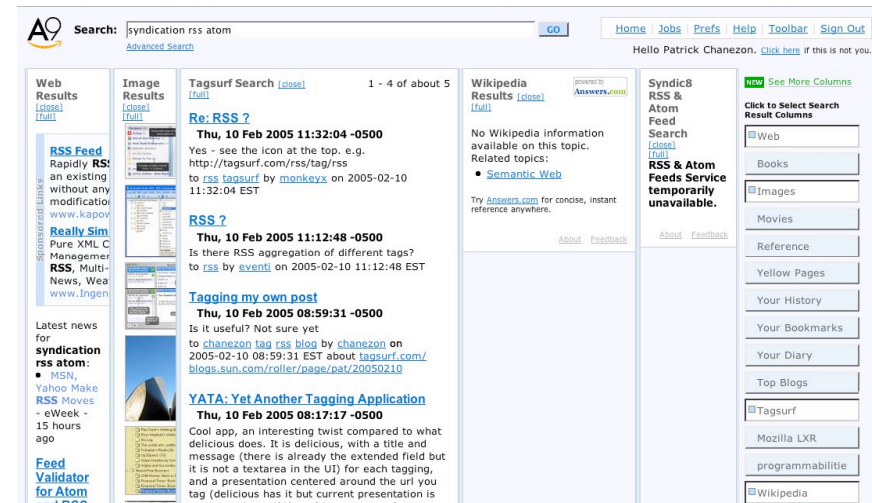 A9
Search: syndication rss atom GO
Advanced Search
Home | Jobs | Prefs | Help | Toolbar | Sign Out
Hello Patrick Chanezon. Click here if this is not you.
Web Results [close]
[full]
Sponsored Links
RSS Feed
Rapidly RSS
an existing
without any
modification
www.kapow
Really Sim
Pure XML C
Management
RSS, Multi-
News, Wea
www.Ingen
Latest news
for
syndication
rss atom:
• MSN,
Yahoo Make
RSS Moves
- eWeek -
15 hours
ago
Feed
Validator
for Atom
and RSS
Image Results
[close]
[full]
Tagsurf Search [close] 1 - 4 of about 5
[full]
Re: RSS ?
Thu, 10 Feb 2005 11:32:04 -0500
Yes - see the icon at the top. e.g.
http://tagsurf.com/rss/tag/rss
to rss tagsurf by monkeyx on 2005-02-10
11:32:04 EST
RSS ?
Thu, 10 Feb 2005 11:12:48 -0500
Is there RSS aggregation of different tags?
to rss by eventi on 2005-02-10 11:12:48 EST
Tagging my own post
Thu, 10 Feb 2005 08:59:31 -0500
Is it useful? Not sure yet
to chanezon tag rss blog by chanezon on
2005-02-10 08:59:31 EST about tagsurf.com/
blogs.sun.com/roller/page/pat/20050210
YATA: Yet Another Tagging Application
Thu, 10 Feb 2005 08:17:17 -0500
Cool app, an interesting twist compared to what
delicious does. It is delicious, with a title and
message (there is already the extended field but
it is not a textarea in the UI) for each tagging,
and a presentation centered around the url you
tag (delicious has it but current presentation is
Wikipedia
Results [close]
[full]
powered by
Answers.com
No Wikipedia information
available on this topic.
Related topics:
• Semantic Web
Try Answers.com for concise, instant
reference anywhere.
About Feedback
Syndic8
RSS &
Atom
Feed
Search
[close]
[full]
RSS & Atom
Feeds Service
temporarily
unavailable.
About Feedback
NEW See More Columns
Click to Select Search
Result Columns
Web
Books
Images
Movies
Reference
Yellow Pages
Your History
Your Bookmarks
Your Diary
Top Blogs
Tagsurf
Mozilla LXR
programmabilitie
Wikipedia